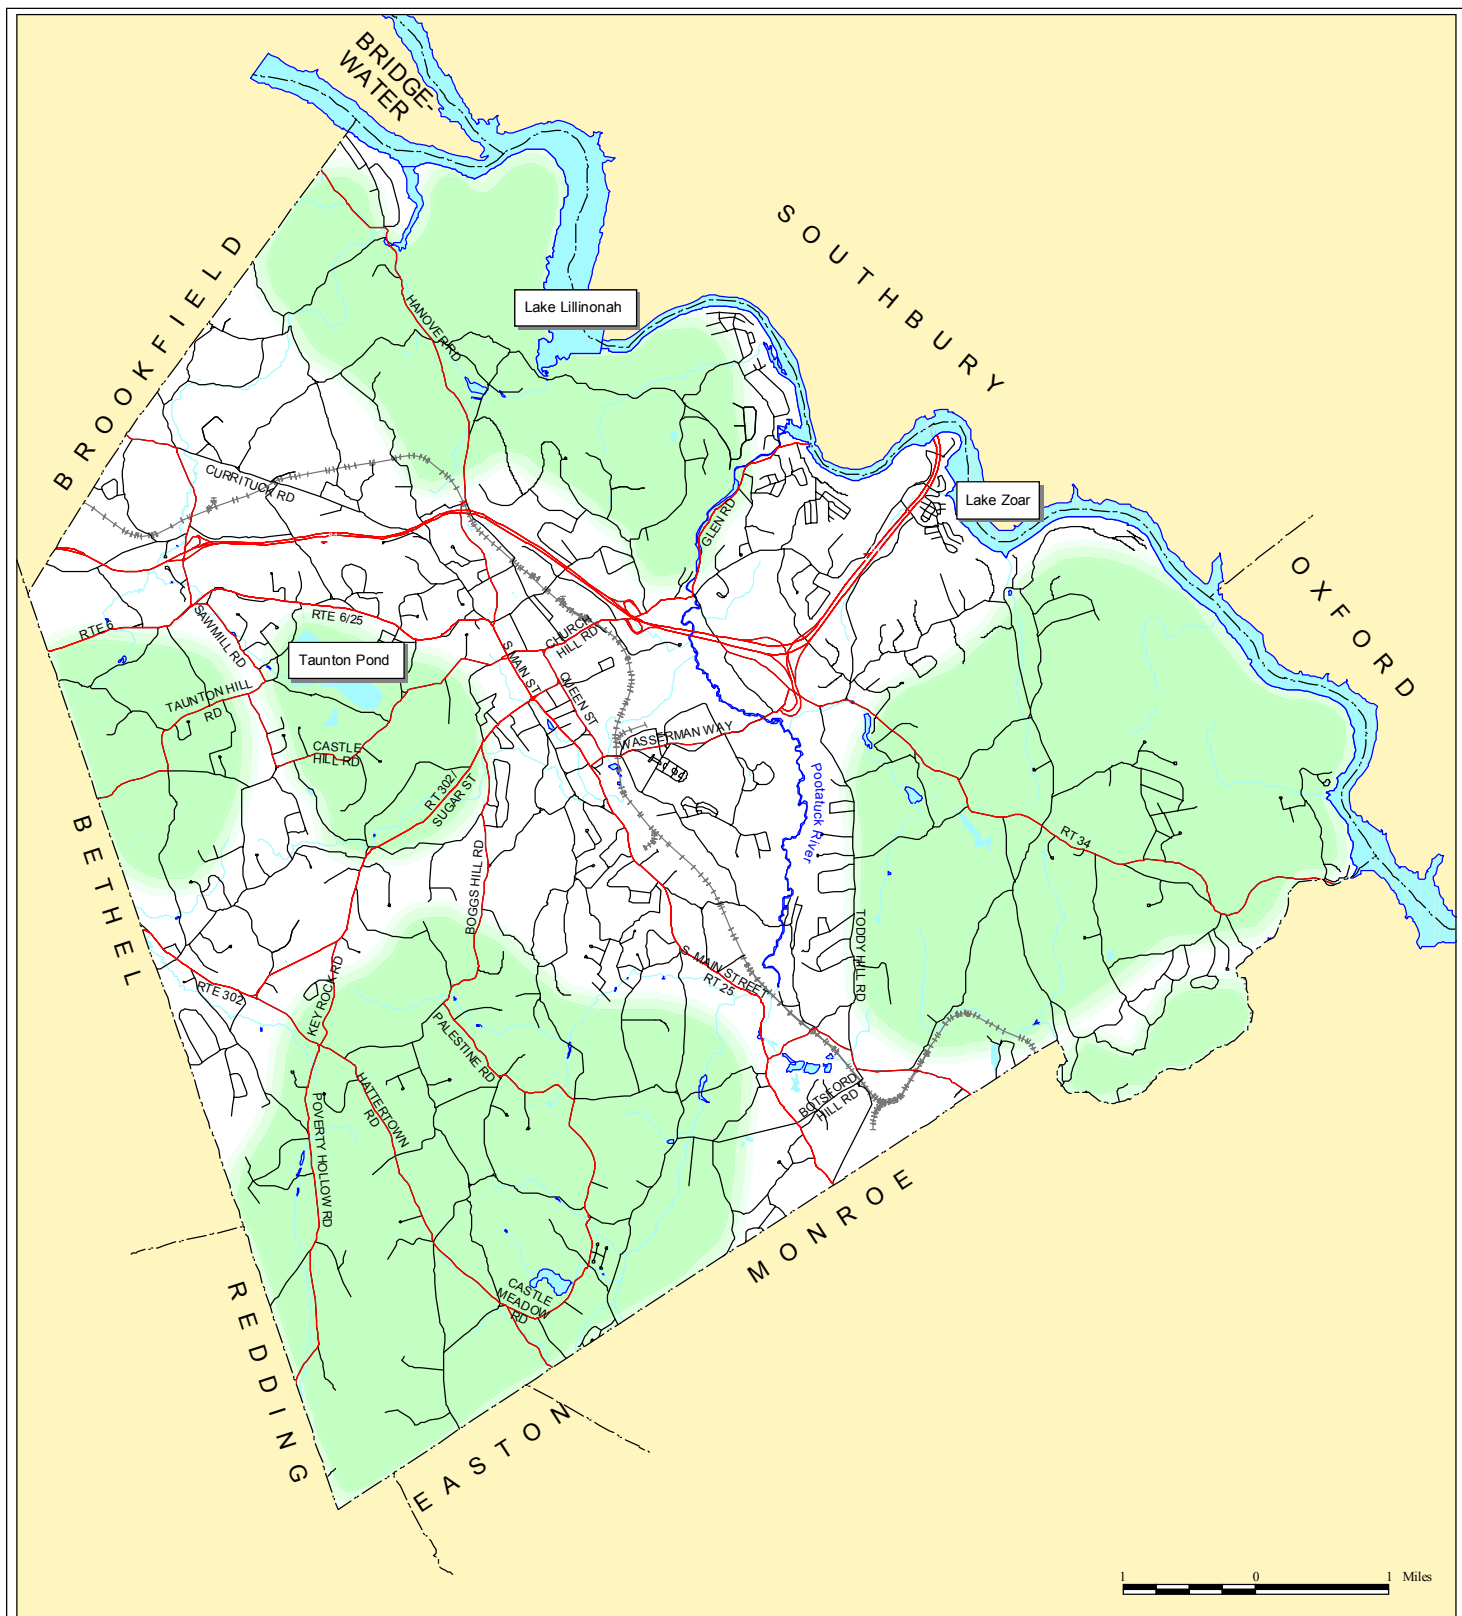 BRIDGE-
WATER
SOUTHBURY
BROOKFIELD
Lake Lillinonah
HANOVER RD
CURRITUCK RD
Lake Zoar
GLEN RD
OXFORD
RTE 6
SAWMILL RD
RTE 6/25
Taunton Pond
S MAIN ST
CHURCH
HILL RD
QUEEN ST
TAUNTON HILL
RD
CASTLE
HILL RD
WASSERMAN WAY
RT 302/
SUGAR ST
Pootatuck River
RT 34
BETHEL
BOGGS HILL RD
TODDY HILL RD
RTE 302
KEY ROCK RD
S MAIN STREET
RT 25
PALESTINE RD
HATTERTOWN
RD
POVERTY HOLLOW RD
BOTSFORD
HILL RD
MONROE
CASTLE
MEADOW
RD
REDDING
EASTON
1 0 1 Miles